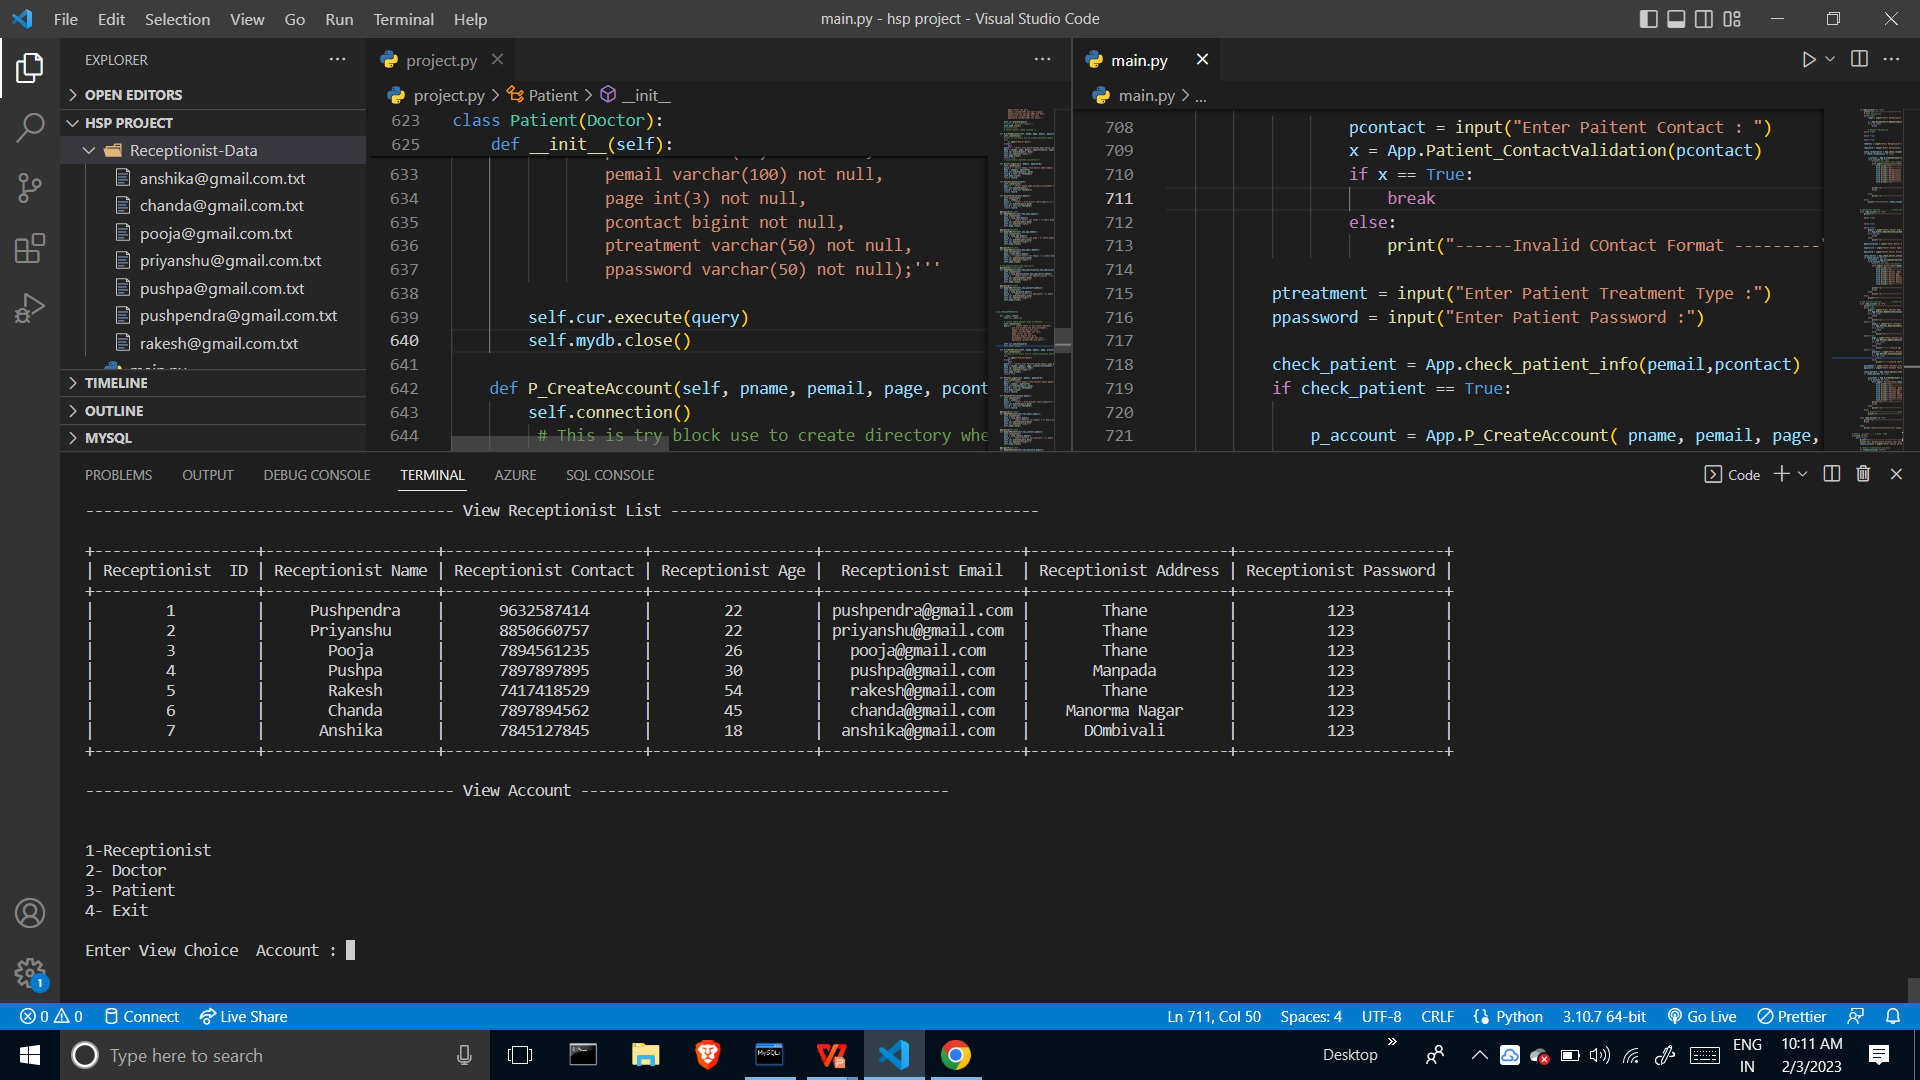 File Edit Selection View Go Run Terminal Help
main.py - hsp project - Visual Studio Code
EXPLORER
OPEN EDITORS
HSP PROJECT
Receptionist-Data
anshika@gmail.com.txt
chanda@gmail.com.txt
pooja@gmail.com.txt
priyanshu@gmail.com.txt
pushpa@gmail.com.txt
pushpendra@gmail.com.txt
rakesh@gmail.com.txt
main.py
TIMELINE
OUTLINE
MYSQL
project.py
project.py > Patient > __init__
623 class Patient(Doctor):
625 def __init__(self):
633 pemail varchar(100) not null,
634 page int(3) not null,
635 pcontact bigint not null,
636 ptreatment varchar(50) not null,
637 ppassword varchar(50) not null);'''
638
639 self.cur.execute(query)
640 self.mydb.close()
641
642 def P_CreateAccount(self, pname, pemail, page, pcont
643 self.connection()
644 # This is try block use to create directory whe
main.py
main.py > ...
708 pcontact = input("Enter Paitent Contact : ")
709 x = App.Patient_ContactValidation(pcontact)
710 if x == True:
711 break
712 else:
713 print("------Invalid COntact Format ---------
714
715 ptreatment = input("Enter Patient Treatment Type :")
716 ppassword = input("Enter Patient Password :")
717
718 check_patient = App.check_patient_info(pemail,pcontact)
719 if check_patient == True:
720
721 p_account = App.P_CreateAccount( pname, pemail, page,
PROBLEMS OUTPUT DEBUG CONSOLE TERMINAL AZURE SQL CONSOLE
Code
----------------------------------------- View Receptionist List -----------------------------------------
+------------------+-------------------+----------------------+------------------+----------------------+----------------------+-----------------------+
| Receptionist  ID | Receptionist Name | Receptionist Contact | Receptionist Age | Receptionist Email | Receptionist Address | Receptionist Password |
+------------------+-------------------+----------------------+------------------+----------------------+----------------------+-----------------------+
| 1 | Pushpendra | 9632587414 | 22 | pushpendra@gmail.com | Thane | 123 |
| 2 | Priyanshu | 8850660757 | 22 | priyanshu@gmail.com | Thane | 123 |
| 3 | Pooja | 7894561235 | 26 | pooja@gmail.com | Thane | 123 |
| 4 | Pushpa | 7897897895 | 30 | pushpa@gmail.com | Manpada | 123 |
| 5 | Rakesh | 7417418529 | 54 | rakesh@gmail.com | Thane | 123 |
| 6 | Chanda | 7897894562 | 45 | chanda@gmail.com | Manorma Nagar | 123 |
| 7 | Anshika | 7845127845 | 18 | anshika@gmail.com | DOmbivali | 123 |
+------------------+-------------------+----------------------+------------------+----------------------+----------------------+-----------------------+
----------------------------------------- View Account -----------------------------------------
1-Receptionist
2- Doctor
3- Patient
4- Exit
Enter View Choice  Account :
1
0 0 Connect Live Share
Ln 711, Col 50 Spaces: 4 UTF-8 CRLF Python 3.10.7 64-bit Go Live Prettier
Type here to search
Desktop
ENG
IN
10:11 AM
2/3/2023